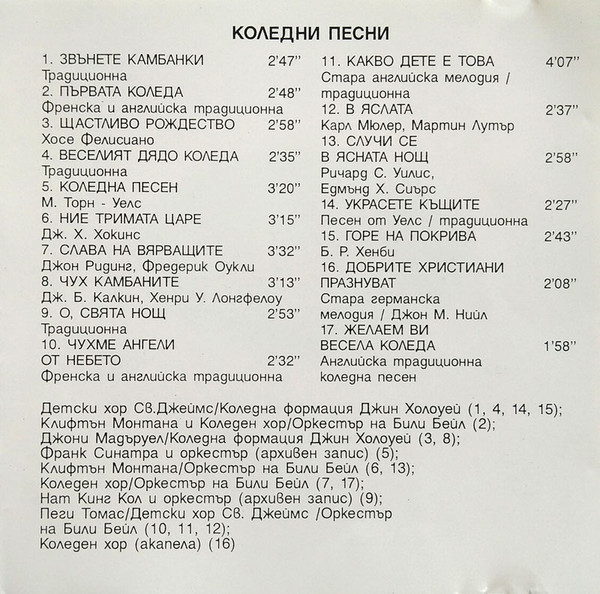 КОЛЕДНИ ПЕСНИ
1. ЗВЪНЕТЕ КАМБАНКИ 2'47"
Традиционна
2. ПЪРВАТА КОЛЕДА 2'48"
Френска и английска традиционна
3. ЩАСТЛИВО РОЖДЕСТВО 2'58"
Хосе Фелисиано
4. ВЕСЕЛИЯТ ДЯДО КОЛЕДА 2'35"
Традиционна
5. КОЛЕДНА ПЕСЕН 3'20"
М. Торн - Уелс
6. НИЕ ТРИМАТА ЦАРЕ 3'15"
Дж. Х. Хокинс
7. СЛАВА НА ВЯРВАЩИТЕ 3'32"
Джон Ридинг, Фредерик Оукли
8. ЧУХ КАМБАНИТЕ 3'13"
Дж. Б. Калкин, Хенри У. Лонгфелоу
9. О, СВЯТА НОЩ 2'53"
Традиционна
10. ЧУХМЕ АНГЕЛИ
ОТ НЕБЕТО 2'32"
Френска и английска традиционна
11. КАКВО ДЕТЕ Е ТОВА 4'07"
Стара английска мелодия /
традиционна
12. В ЯСЛАТА 2'37"
Карл Мюлер, Мартин Лутър
13. СЛУЧИ СЕ
В ЯСНАТА НОЩ 2'58"
Ричард С. Уилис,
Едмънд Х. Сиърс
14. УКРАСЕТЕ КЪЩИТЕ 2'27"
Песен от Уелс / традиционна
15. ГОРЕ НА ПОКРИВА 2'43"
Б. Р. Хенби
16. ДОБРИТЕ ХРИСТИАНИ
ПРАЗНУВАТ 2'08"
Стара германска
мелодия / Джон М. Нийл
17. ЖЕЛАЕМ ВИ
ВЕСЕЛА КОЛЕДА 1'58"
Английска традиционна
коледна песен
Детски хор Св.Джеймс/Коледна формация Джин Холоуей (1, 4, 14, 15);
Клифтън Монтана и Коледен хор/Оркестър на Били Бейл (2);
Джони Мадъруел/Коледна формация Джин Холоуей (3, 8);
Франк Синатра и оркестър (архивен запис) (5);
Клифтън Монтана/Оркестър на Били Бейл (6, 13);
Коледен хор/Оркестър на Били Бейл (7, 17);
Нат Кинг Кол и оркестър (архивен запис) (9);
Пеги Томас/Детски хор Св. Джеймс /Оркестър
на Били Бейл (10, 11, 12);
Коледен хор (акапела) (16)